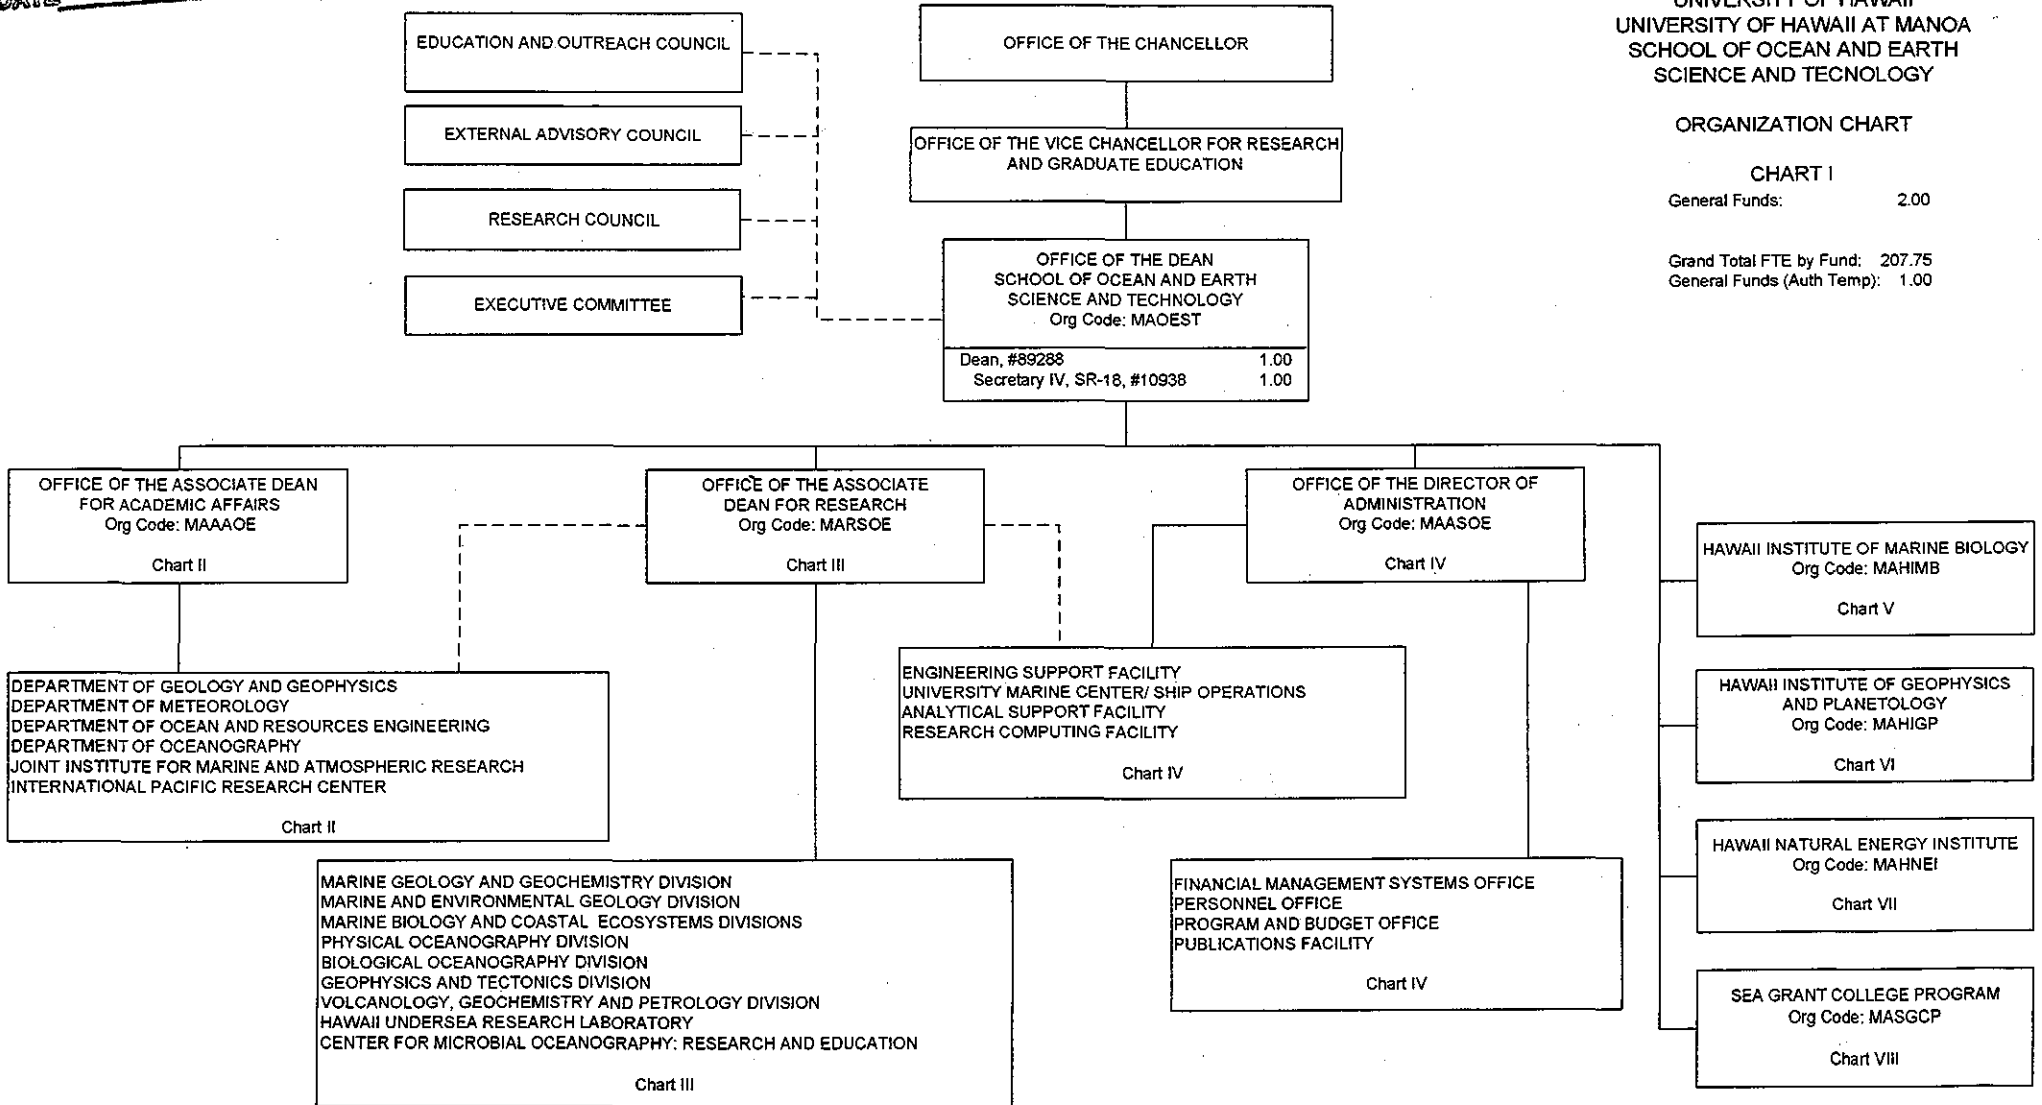 EDUCATION AND OUTREACH COUNCIL
EXTERNAL ADVISORY COUNCIL
RESEARCH COUNCIL
EXECUTIVE COMMITTEE
OFFICE OF THE CHANCELLOR
OFFICE OF THE VICE CHANCELLOR FOR RESEARCH
AND GRADUATE EDUCATION
OFFICE OF THE DEAN
SCHOOL OF OCEAN AND EARTH
SCIENCE AND TECHNOLOGY
Org Code: MAOEST
Dean, #89288 1.00
Secretary IV, SR-18, #10938 1.00
UNIVERSITY OF HAWAII
UNIVERSITY OF HAWAII AT MANOA
SCHOOL OF OCEAN AND EARTH
SCIENCE AND TECNOLOGY
ORGANIZATION CHART
CHART I
General Funds: 2.00
Grand Total FTE by Fund: 207.75
General Funds (Auth Temp): 1.00
OFFICE OF THE ASSOCIATE DEAN
FOR ACADEMIC AFFAIRS
Org Code: MAAAOE
Chart II
OFFICE OF THE ASSOCIATE
DEAN FOR RESEARCH
Org Code: MARSOE
Chart III
OFFICE OF THE DIRECTOR OF
ADMINISTRATION
Org Code: MAASOE
Chart IV
HAWAII INSTITUTE OF MARINE BIOLOGY
Org Code: MAHIMB
Chart V
HAWAII INSTITUTE OF GEOPHYSICS
AND PLANETOLOGY
Org Code: MAHIGP
Chart VI
HAWAII NATURAL ENERGY INSTITUTE
Org Code: MAHNEI
Chart VII
SEA GRANT COLLEGE PROGRAM
Org Code: MASGCP
Chart VIII
DEPARTMENT OF GEOLOGY AND GEOPHYSICS
DEPARTMENT OF METEOROLOGY
DEPARTMENT OF OCEAN AND RESOURCES ENGINEERING
DEPARTMENT OF OCEANOGRAPHY
JOINT INSTITUTE FOR MARINE AND ATMOSPHERIC RESEARCH
INTERNATIONAL PACIFIC RESEARCH CENTER
Chart II
ENGINEERING SUPPORT FACILITY
UNIVERSITY MARINE CENTER/ SHIP OPERATIONS
ANALYTICAL SUPPORT FACILITY
RESEARCH COMPUTING FACILITY
Chart IV
MARINE GEOLOGY AND GEOCHEMISTRY DIVISION
MARINE AND ENVIRONMENTAL GEOLOGY DIVISION
MARINE BIOLOGY AND COASTAL ECOSYSTEMS DIVISIONS
PHYSICAL OCEANOGRAPHY DIVISION
BIOLOGICAL OCEANOGRAPHY DIVISION
GEOPHYSICS AND TECTONICS DIVISION
VOLCANOLOGY, GEOCHEMISTRY AND PETROLOGY DIVISION
HAWAII UNDERSEA RESEARCH LABORATORY
CENTER FOR MICROBIAL OCEANOGRAPHY: RESEARCH AND EDUCATION
Chart III
FINANCIAL MANAGEMENT SYSTEMS OFFICE
PERSONNEL OFFICE
PROGRAM AND BUDGET OFFICE
PUBLICATIONS FACILITY
Chart IV